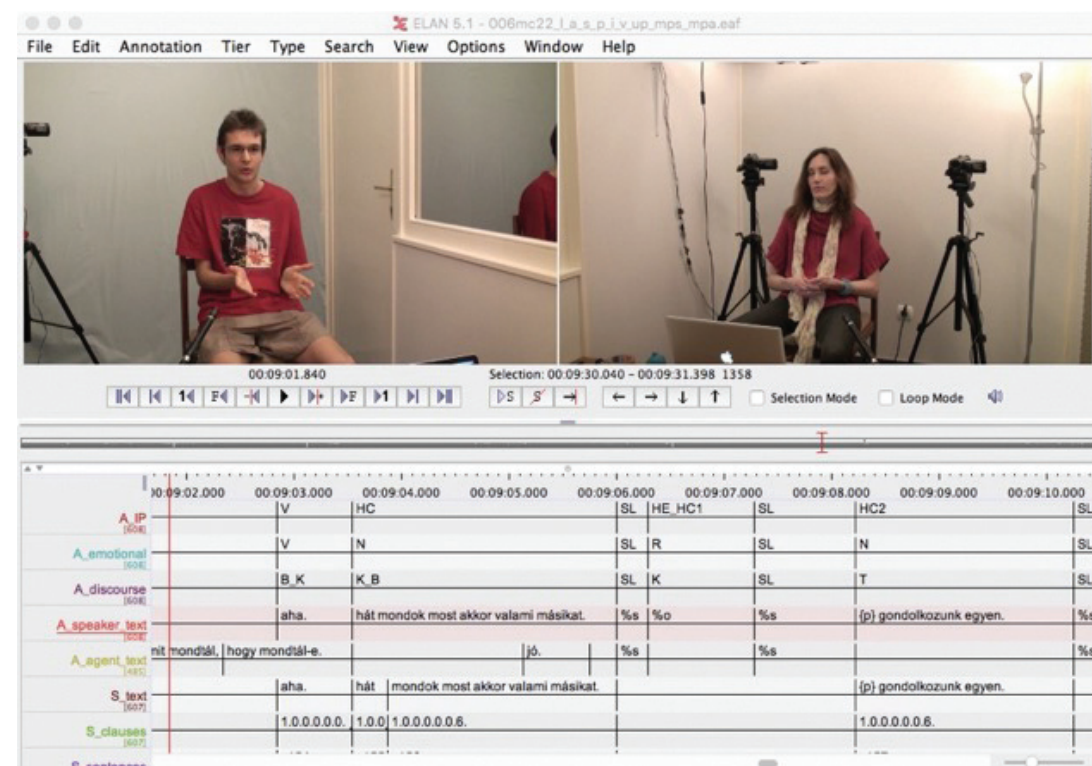 ELAN 5.1 - 006mc22_l_a_s_p_i_v_up_mps_mpa.eaf
File Edit Annotation Tier Type Search View Options Window Help
00:09:01.840 Selection: 00:09:30.040 - 00:09:31.398 1358
1 F F 1 S S Selection Mode Loop Mode
00:09:02.000 00:09:03.000 00:09:04.000 00:09:05.000 00:09:06.000 00:09:07.000 00:09:08.000 00:09:09.000 00:09:10.000
A_IP V HC SL HE_HC1 SL HC2 SL
[608]
A_emotional V N SL R SL N SL
[608]
A_discourse B_K K_B SL K SL T SL
[608]
A_speaker_text aha. hát mondok most akkor valami másikat. %s %o %s {p} gondolkozunk egyen. %s
[608]
A_agent_text mondtál, hogy mondtál-e. jó. %s %s %s
[485]
S_text aha. hát mondok most akkor valami másikat. {p} gondolkozunk egyen.
[607]
S_clauses 1.0.0.0.0.0. 1.0.0 1.0.0.0.0.6. 1.0.0.0.0.6.
[607]